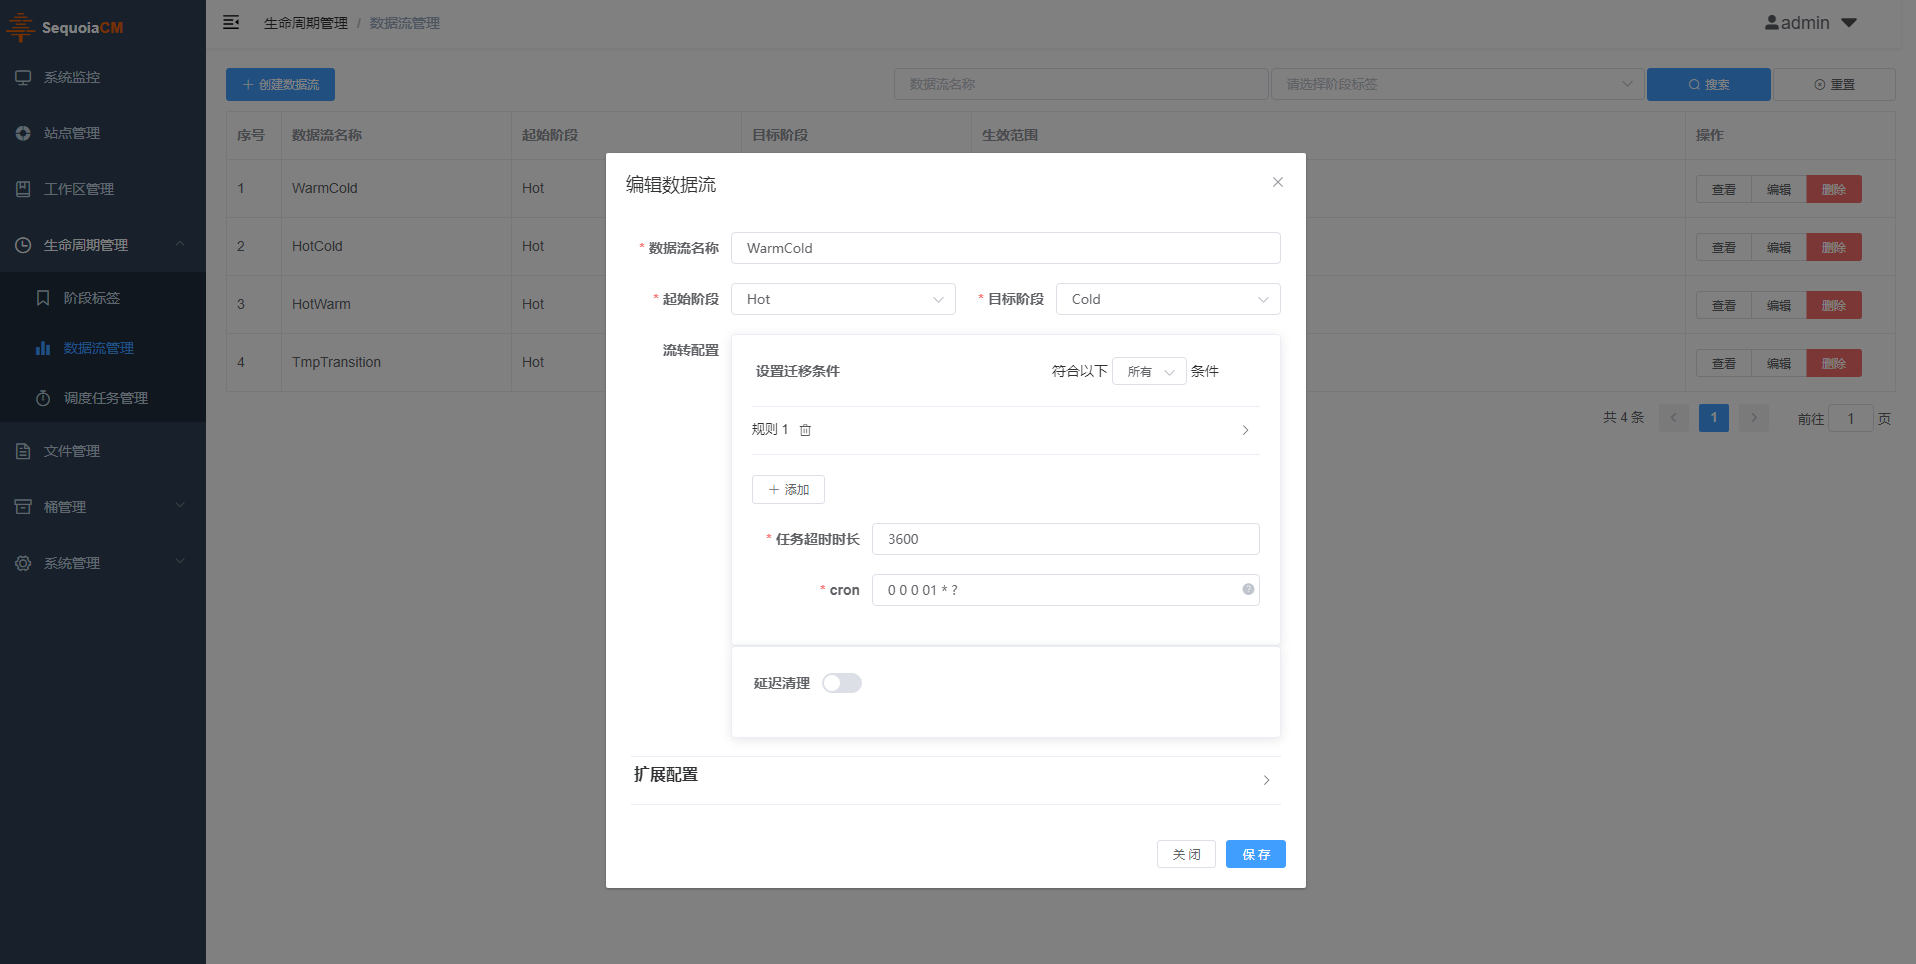 SequoiaCM
生命周期管理 / 数据流管理
admin
系统监控
站点管理
工作区管理
生命周期管理
阶段标签
数据流管理
调度任务管理
文件管理
桶管理
系统管理
创建数据流
数据流名称
请选择阶段标签
搜索
重置
序号 数据流名称 起始阶段 目标阶段 生效范围 操作
1 WarmCold Hot 查看 编辑 删除
2 HotCold Hot 查看 编辑 删除
3 HotWarm Hot 查看 编辑 删除
4 TmpTransition Hot 查看 编辑 删除
共 4 条 1 前往 1 页
编辑数据流
* 数据流名称 WarmCold
* 起始阶段 Hot * 目标阶段 Cold
流转配置
设置迁移条件 符合以下 所有 条件
规则 1
添加
* 任务超时时长 3600
* cron 0 0 0 01 * ?
延迟清理
扩展配置
关 闭 保 存